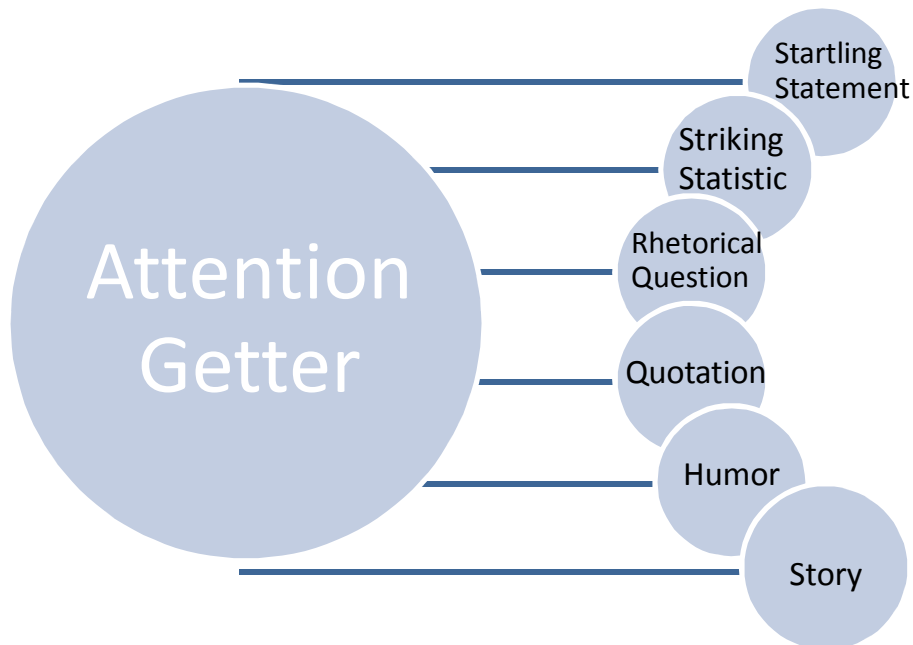 Attention
Getter
Startling
Statement
Striking
Statistic
Rhetorical
Question
Quotation
Humor
Story